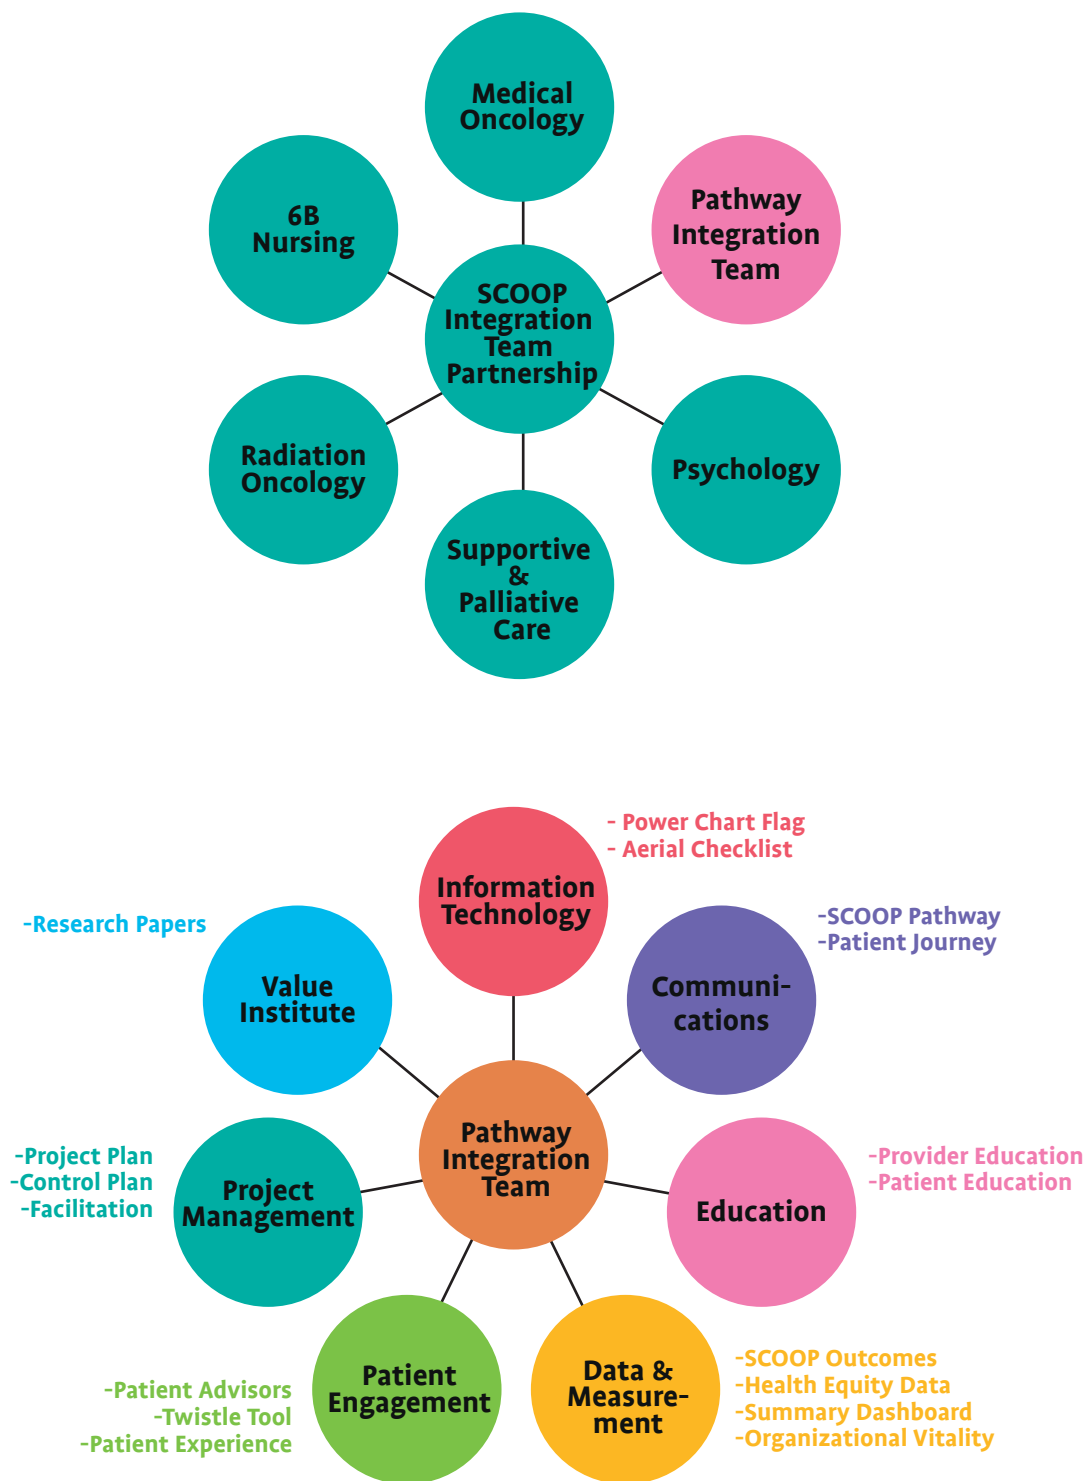 Medical
Oncology
6B
Nursing
Pathway
Integration
Team
SCOOP
Integration
Team
Partnership
Radiation
Oncology
Psychology
Supportive
&
Palliative
Care
Information
Technology
- Power Chart Flag
- Aerial Checklist
Value
Institute
-Research Papers
Communi-
cations
-SCOOP Pathway
-Patient Journey
Pathway
Integration
Team
Project
Management
-Project Plan
-Control Plan
-Facilitation
Education
-Provider Education
-Patient Education
Patient
Engagement
-Patient Advisors
-Twistle Tool
-Patient Experience
Data &
Measure-
ment
-SCOOP Outcomes
-Health Equity Data
-Summary Dashboard
-Organizational Vitality